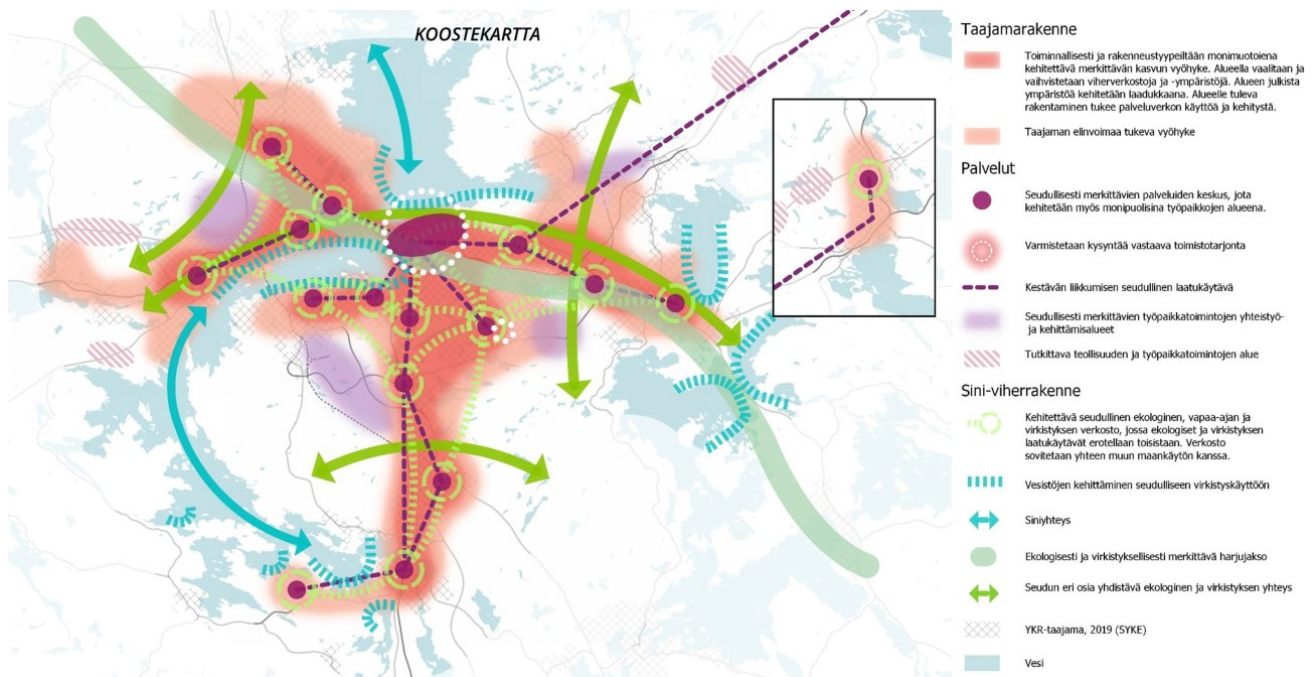 KOOSTEKARTTA
Taajamarakenne
Toiminnallisesti ja rakenneustyypeiltään monimuotoiena
kehitettävä merkittävän kasvun vyöhyke. Alueella vaalitaan ja
vaihvistetaan viherverkostoja ja -ympäristöjä. Alueen julkista
ympäristöä kehitetään laadukkaana. Alueelle tuleva
rakentaminen tukee palveluverkon käyttöä ja kehitystä.
Taajaman elinvoimaa tukeva vyöhyke
Palvelut
Seudullisesti merkittävien palveluiden keskus, jota
kehitetään myös monipuolisina työpaikkojen alueena.
Varmistetaan kysyntää vastaava toimistotarjonta
Kestävän liikkumisen seudullinen laatukäytävä
Seudullisesti merkittävien työpaikkatoimintojen yhteistyö-
ja kehittämisalueet
Tutkittava teollisuuden ja työpaikkatoimintojen alue
Sini-viherrakenne
Kehitettävä seudullinen ekologinen, vapaa-ajan ja
virkistyksen verkosto, jossa ekologiset ja virkistyksen
laatukäytävät erotellaan toisistaan. Verkosto
sovitetaan yhteen muun maankäytön kanssa.
Vesistöjen kehittäminen seudulliseen virkistyskäyttöön
Siniyhteys
Ekologisesti ja virkistyksellisesti merkittävä harjujakso
Seudun eri osia yhdistävä ekologinen ja virkistyksen yhteys
YKR-taajama, 2019 (SYKE)
Vesi